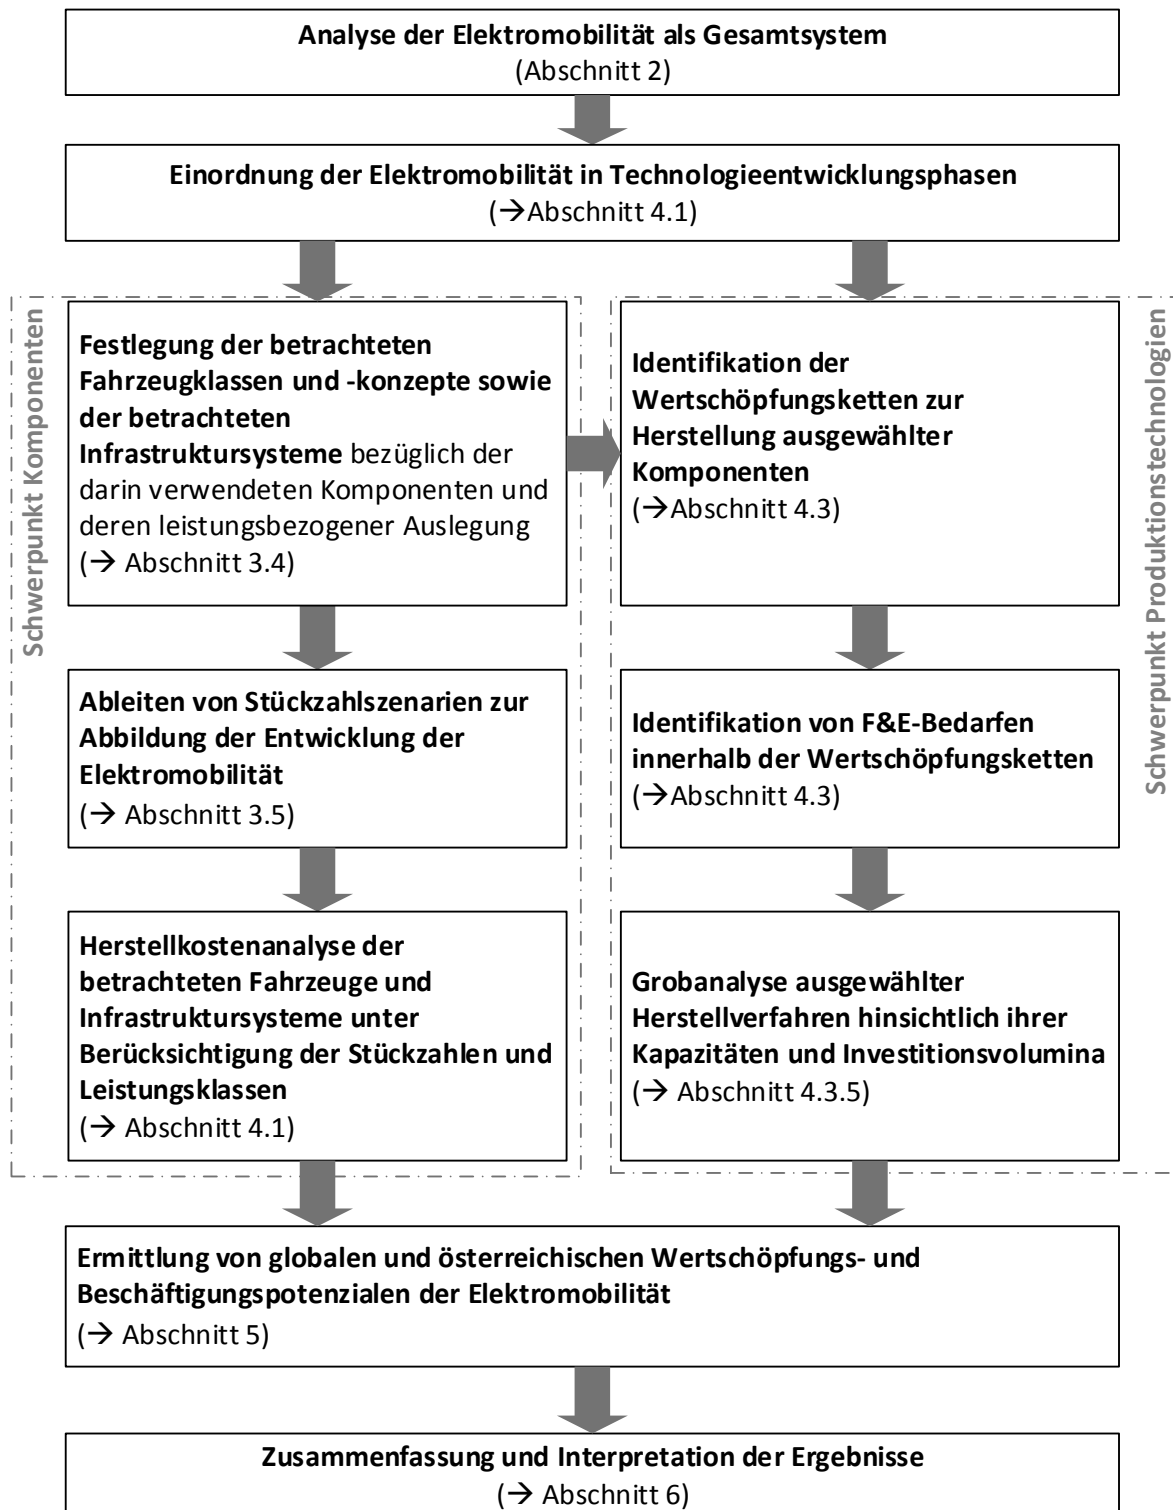 Analyse der Elektromobilität als Gesamtsystem
(Abschnitt 2)
Einordnung der Elektromobilität in Technologieentwicklungsphasen
(→Abschnitt 4.1)
Schwerpunkt Komponenten
Festlegung der betrachteten
Fahrzeugklassen und -konzepte sowie
der betrachteten
Infrastruktursysteme bezüglich der
darin verwendeten Komponenten und
deren leistungsbezogener Auslegung
(→ Abschnitt 3.4)
Ableiten von Stückzahlszenarien zur
Abbildung der Entwicklung der
Elektromobilität
(→ Abschnitt 3.5)
Herstellkostenanalyse der
betrachteten Fahrzeuge und
Infrastruktursysteme unter
Berücksichtigung der Stückzahlen und
Leistungsklassen
(→ Abschnitt 4.1)
Schwerpunkt Produktionstechnologien
Identifikation der
Wertschöpfungsketten zur
Herstellung ausgewählter
Komponenten
(→Abschnitt 4.3)
Identifikation von F&E-Bedarfen
innerhalb der Wertschöpfungsketten
(→Abschnitt 4.3)
Grobanalyse ausgewählter
Herstellverfahren hinsichtlich ihrer
Kapazitäten und Investitionsvolumina
(→ Abschnitt 4.3.5)
Ermittlung von globalen und österreichischen Wertschöpfungs- und
Beschäftigungspotenzialen der Elektromobilität
(→ Abschnitt 5)
Zusammenfassung und Interpretation der Ergebnisse
(→ Abschnitt 6)